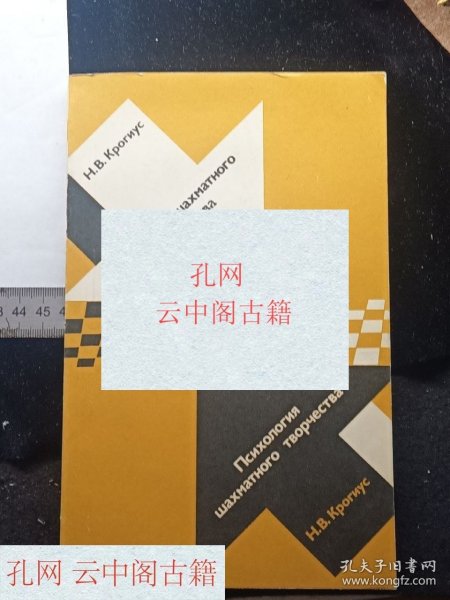 Н.В. Крогиус
шахматного
孔网
云中阁古籍
44 45
Психология
шахматного творчества
Н.В. Крогиус
孔网 云中阁古籍
孔夫子旧书网
www.kongfz.com